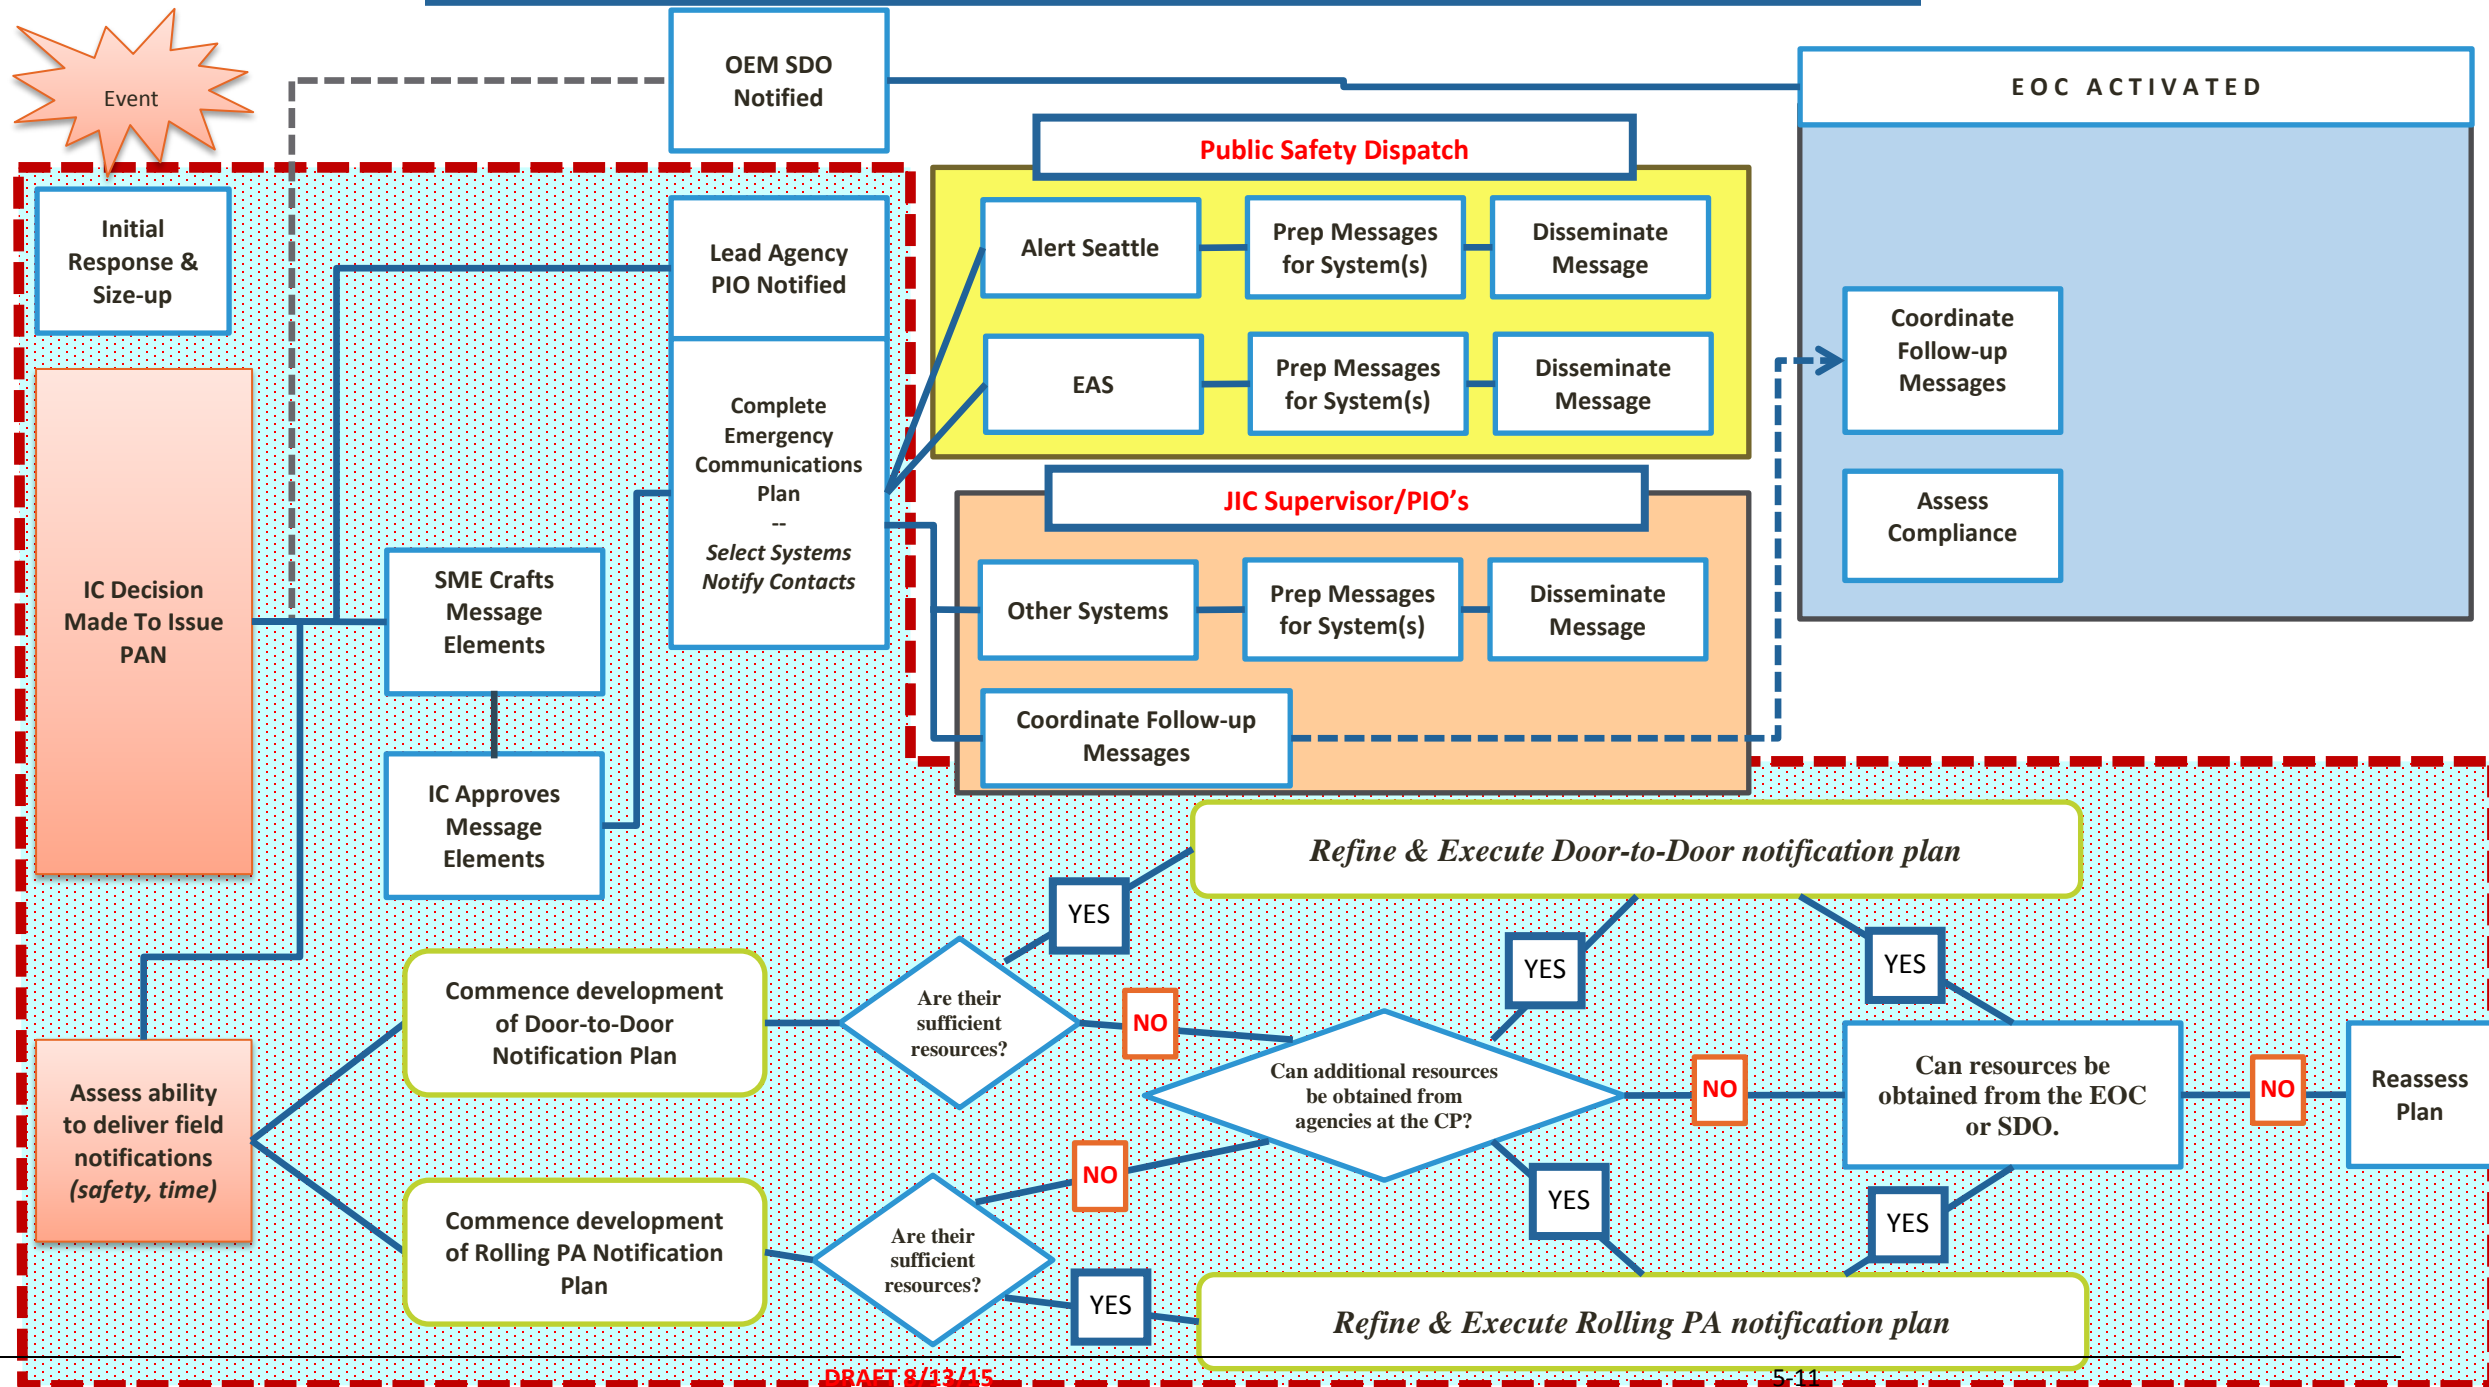 Event
OEM SDO
Notified
EOC ACTIVATED
Public Safety Dispatch
Initial
Response &
Size-up
Lead Agency
PIO Notified
Alert Seattle
Prep Messages
for System(s)
Disseminate
Message
EAS
Prep Messages
for System(s)
Disseminate
Message
Coordinate
Follow-up
Messages
Assess
Compliance
IC Decision
Made To Issue
PAN
SME Crafts
Message
Elements
Complete
Emergency
Communications
Plan
--
Select Systems
Notify Contacts
JIC Supervisor/PIO's
Other Systems
Prep Messages
for System(s)
Disseminate
Message
Coordinate Follow-up
Messages
IC Approves
Message
Elements
Refine & Execute Door-to-Door notification plan
YES
YES
YES
Commence development
of Door-to-Door
Notification Plan
Are their
sufficient
resources?
NO
Can additional resources
be obtained from
agencies at the CP?
NO
Can resources be
obtained from the EOC
or SDO.
NO
Reassess
Plan
Assess ability
to deliver field
notifications
(safety, time)
Commence development
of Rolling PA Notification
Plan
Are their
sufficient
resources?
NO
YES
YES
YES
Refine & Execute Rolling PA notification plan
DRAFT 8/13/15
5-11